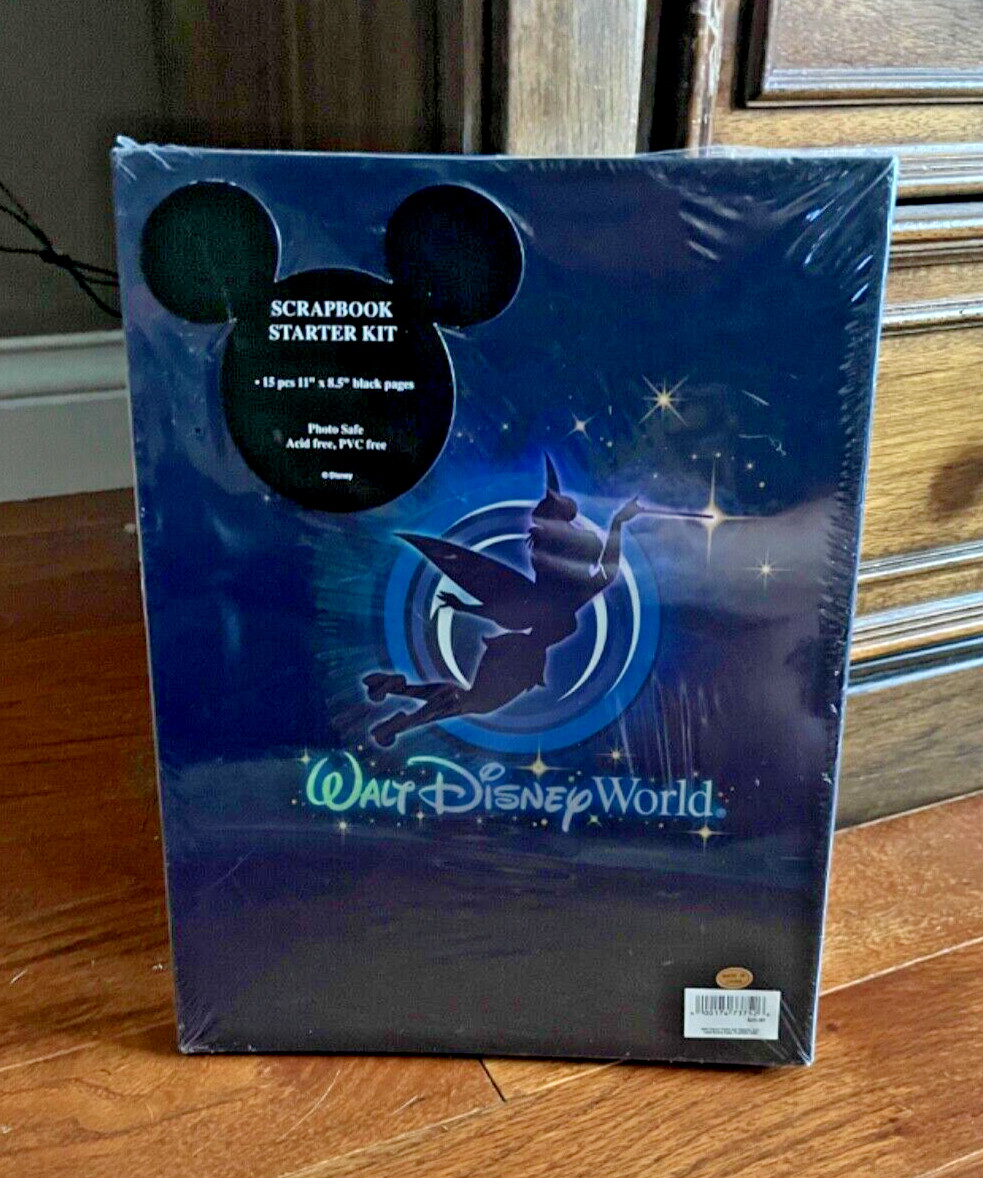 SCRAPBOOK
STARTER KIT
• 15 pcs 11" x 8.5" black pages
Photo Safe
Acid free, PVC free
© Disney
WALT DISNEY World®